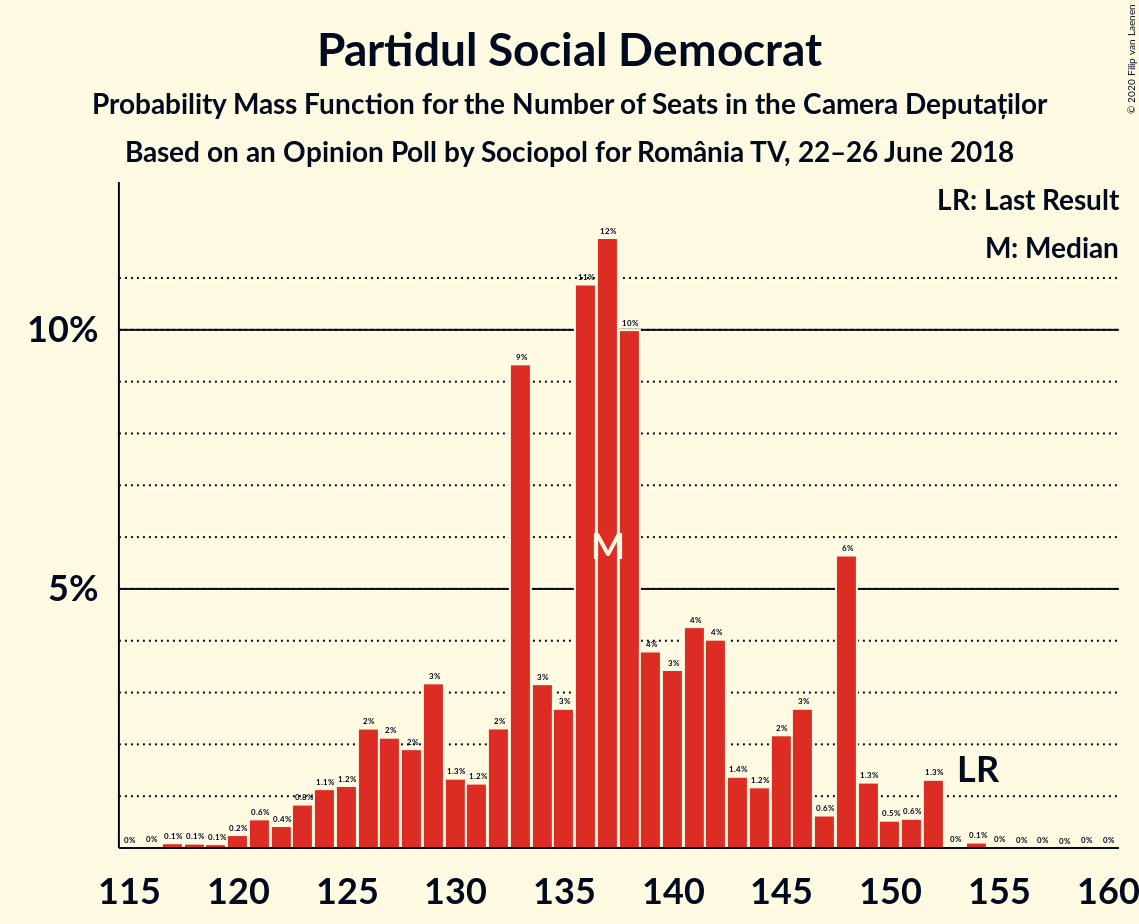 © 2020 Filip van Laenen
Partidul Social Democrat
Probability Mass Function for the Number of Seats in the Camera Deputaților
Based on an Opinion Poll by Sociopol for România TV, 22–26 June 2018
LR: Last Result
M: Median
10%
5%
0% 0% 0.1% 0.1% 0.1% 0.2% 0.6% 0.4% 0.8% 1.1% 1.2% 2% 2% 2% 3% 1.3% 1.2% 2% 9% 3% 3% 11% 12% 10% 4% 3% 4% 4% 1.4% 1.2% 2% 3% 0.6% 6% 1.3% 0.5% 0.6% 1.3% 0% 0.1% 0% 0% 0% 0% 0% 0%
M
LR
115 120 125 130 135 140 145 150 155 160